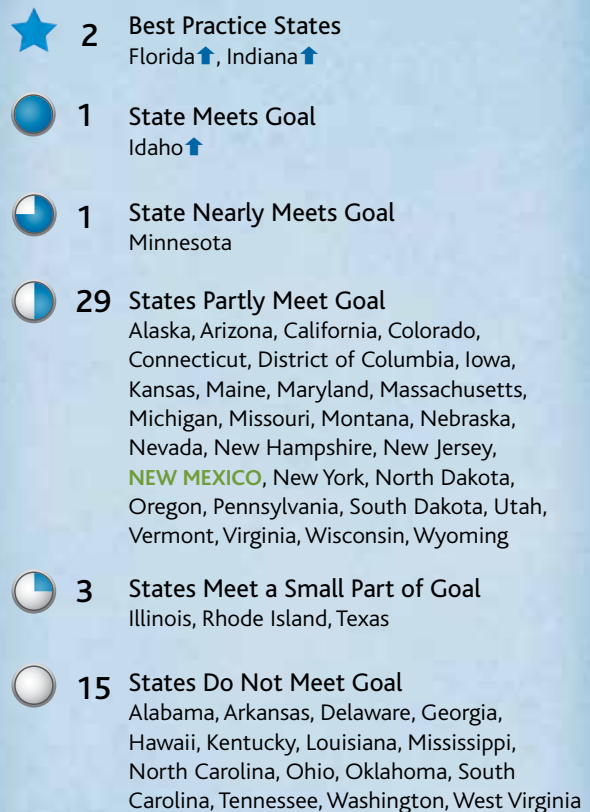 2 Best Practice States
Florida⬆, Indiana⬆
1 State Meets Goal
Idaho⬆
1 State Nearly Meets Goal
Minnesota
29 States Partly Meet Goal
Alaska, Arizona, California, Colorado,
Connecticut, District of Columbia, Iowa,
Kansas, Maine, Maryland, Massachusetts,
Michigan, Missouri, Montana, Nebraska,
Nevada, New Hampshire, New Jersey,
NEW MEXICO, New York, North Dakota,
Oregon, Pennsylvania, South Dakota, Utah,
Vermont, Virginia, Wisconsin, Wyoming
3 States Meet a Small Part of Goal
Illinois, Rhode Island, Texas
15 States Do Not Meet Goal
Alabama, Arkansas, Delaware, Georgia,
Hawaii, Kentucky, Louisiana, Mississippi,
North Carolina, Ohio, Oklahoma, South
Carolina, Tennessee, Washington, West Virginia